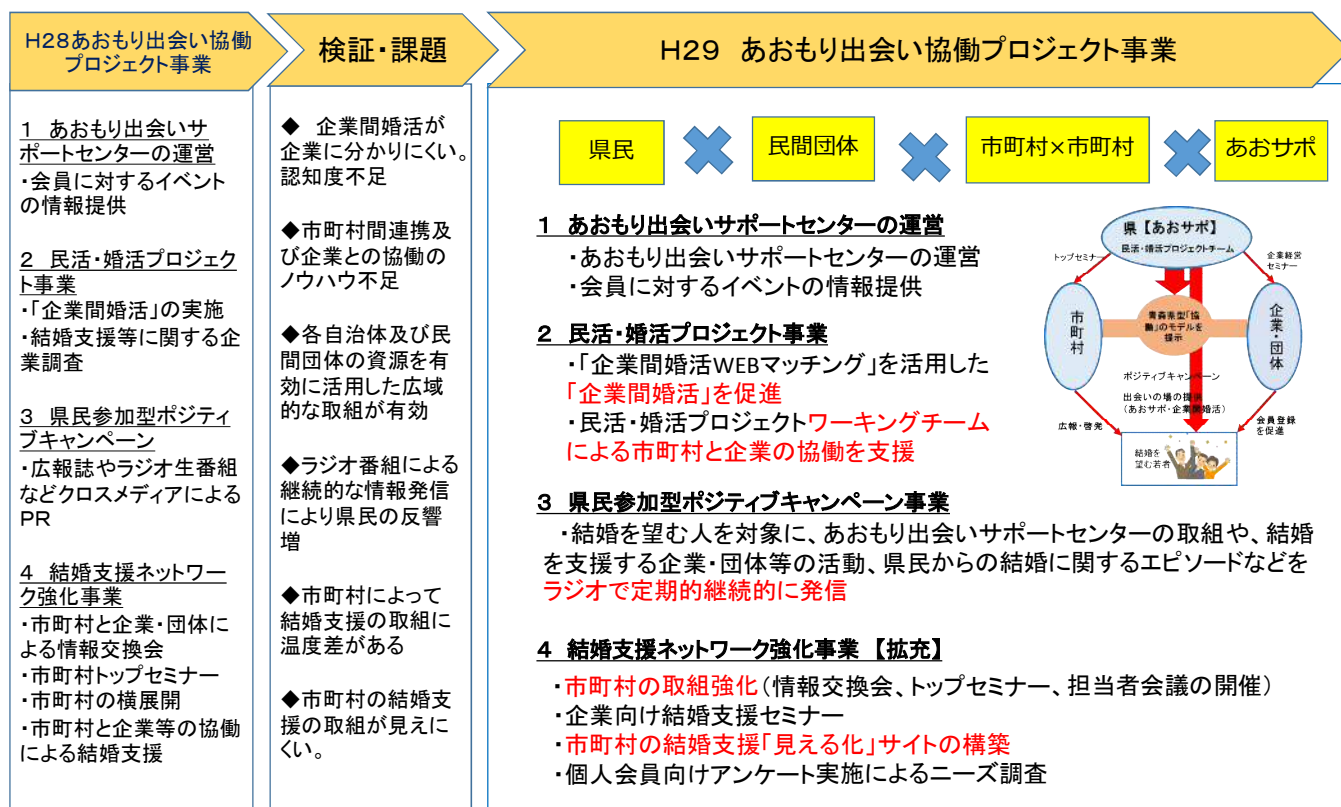 H28あおもり出会い協働
プロジェクト事業
1 あおもり出会いサ
ポートセンターの運営
・会員に対するイベント
の情報提供
2 民活・婚活プロジェク
ト事業
・「企業間婚活」の実施
・結婚支援等に関する企
業調査
3 県民参加型ポジティ
ブキャンペーン
・広報誌やラジオ生番組
などクロスメディアによる
PR
4 結婚支援ネットワー
ク強化事業
・市町村と企業・団体に
よる情報交換会
・市町村トップセミナー
・市町村の横展開
・市町村と企業等の協働
による結婚支援
検証・課題
◆ 企業間婚活が
企業に分かりにくい。
認知度不足
◆市町村間連携及
び企業との協働の
ノウハウ不足
◆各自治体及び民
間団体の資源を有
効に活用した広域
的な取組が有効
◆ラジオ番組による
継続的な情報発信
により県民の反響
増
◆市町村によって
結婚支援の取組に
温度差がある
◆市町村の結婚支
援の取組が見えに
くい。
H29 あおもり出会い協働プロジェクト事業
県民
民間団体
市町村×市町村
あおサポ
1 あおもり出会いサポートセンターの運営
・あおもり出会いサポートセンターの運営
・会員に対するイベントの情報提供
2 民活・婚活プロジェクト事業
・「企業間婚活WEBマッチング」を活用した
「企業間婚活」を促進
・民活・婚活プロジェクトワーキングチーム
による市町村と企業の協働を支援
3 県民参加型ポジティブキャンペーン事業
・結婚を望む人を対象に、あおもり出会いサポートセンターの取組や、結婚
を支援する企業・団体等の活動、県民からの結婚に関するエピソードなどを
ラジオで定期的継続的に発信
4 結婚支援ネットワーク強化事業 【拡充】
・市町村の取組強化(情報交換会、トップセミナー、担当者会議の開催)
・企業向け結婚支援セミナー
・市町村の結婚支援「見える化」サイトの構築
・個人会員向けアンケート実施によるニーズ調査
県【あおサポ】
民活・婚活プロジェクトチーム
トップセミナー
企業経営
セミナー
市町村
青森県型「協
働」のモデルを
提示
企業・団体
ポジティブキャンペーン
出会いの場の提供
(あおサポ・企業間婚活)
広報・啓発
会員登録
を促進
結婚を
望む若者